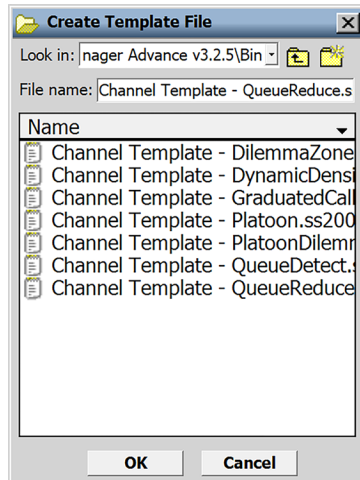 Create Template File
Look in: nager Advance v3.2.5\Bin
File name: Channel Template - QueueReduce.s
Name
Channel Template - DilemmaZone
Channel Template - DynamicDensi
Channel Template - GraduatedCall
Channel Template - Platoon.ss200
Channel Template - PlatoonDilemm
Channel Template - QueueDetect.s
Channel Template - QueueReduce
OK Cancel